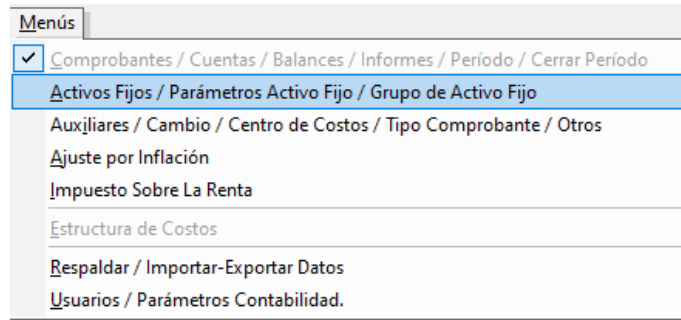 Menús
Comprobantes / Cuentas / Balances / Informes / Período / Cerrar Período
Activos Fijos / Parámetros Activo Fijo / Grupo de Activo Fijo
Auxiliares / Cambio / Centro de Costos / Tipo Comprobante / Otros
Ajuste por Inflación
Impuesto Sobre La Renta
Estructura de Costos
Respaldar / Importar-Exportar Datos
Usuarios / Parámetros Contabilidad.